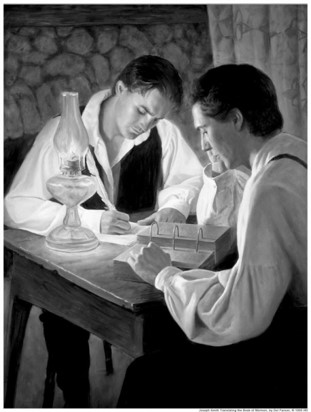 Joseph Smith Translating the Book of Mormon, by Del Parson, © 1996 IRI